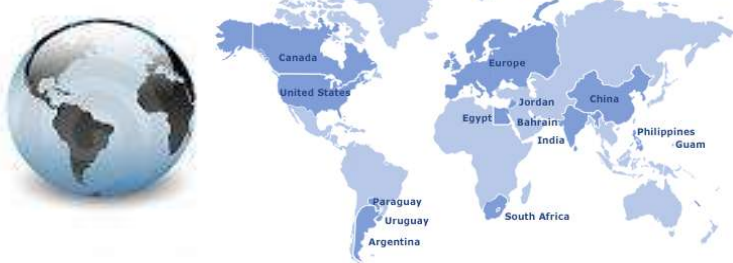 Canada
United States
Europe
Jordan
China
Egypt
Bahrain
India
Philippines
Guam
Paraguay
Uruguay
Argentina
South Africa